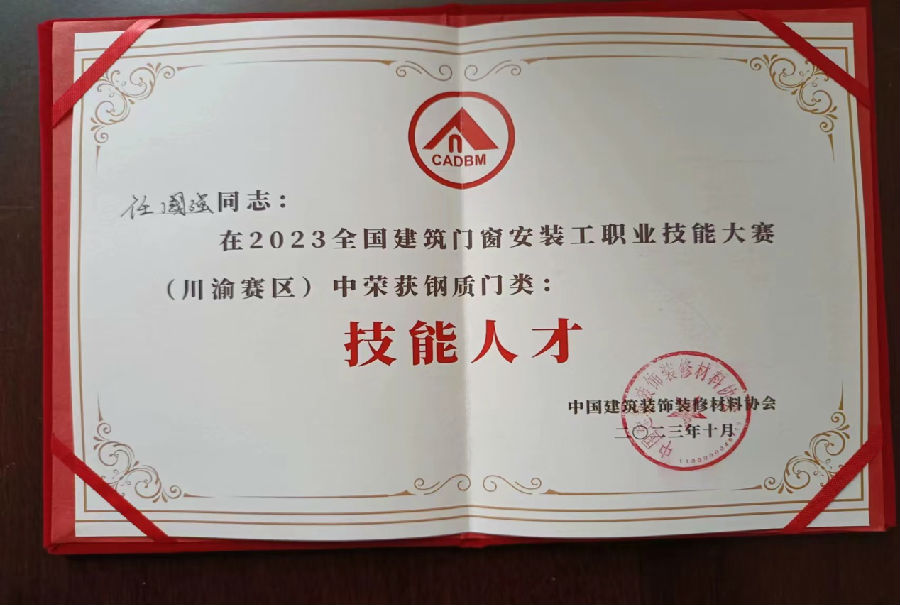 CADBM
任国强同志：
在2023全国建筑门窗安装工职业技能大赛
（川渝赛区）中荣获钢质门类：
技能人才
中国建筑装饰装修材料协会
二〇二三年十月